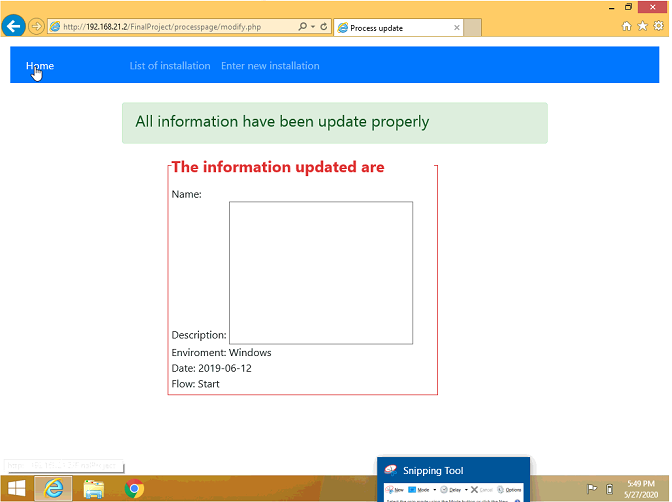 http://192.168.21.2/FinalProject/processpage/modify.php
Process update
Home
List of installation
Enter new installation
All information have been update properly
The information updated are
Name:
Description:
Enviroment: Windows
Date: 2019-06-12
Flow: Start
Snipping Tool
New
Mode
Delay
Cancel
Options
5:49 PM
5/27/2020